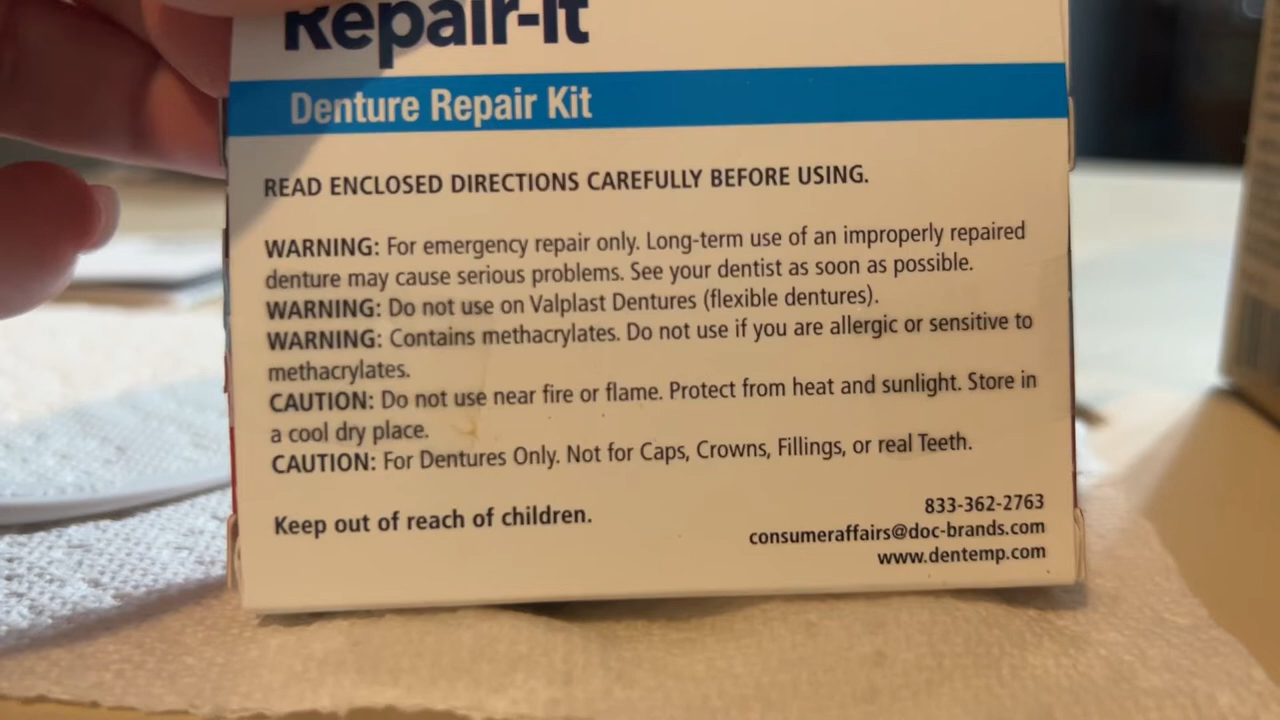 Repair-It
Denture Repair Kit
READ ENCLOSED DIRECTIONS CAREFULLY BEFORE USING.
WARNING: For emergency repair only. Long-term use of an improperly repaired
denture may cause serious problems. See your dentist as soon as possible.
WARNING: Do not use on Valplast Dentures (flexible dentures).
WARNING: Contains methacrylates. Do not use if you are allergic or sensitive to
methacrylates.
CAUTION: Do not use near fire or flame. Protect from heat and sunlight. Store in
a cool dry place.
CAUTION: For Dentures Only. Not for Caps, Crowns, Fillings, or real Teeth.
Keep out of reach of children.
833-362-2763
consumeraffairs@doc-brands.com
www.dentemp.com